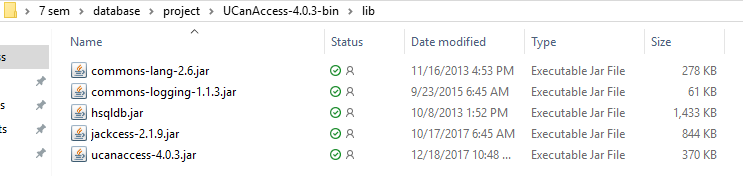 7 sem > database > project > UCanAccess-4.0.3-bin > lib
Name Status Date modified Type Size
commons-lang-2.6.jar 11/16/2013 4:53 PM Executable Jar File 278 KB
commons-logging-1.1.3.jar 9/23/2015 6:45 AM Executable Jar File 61 KB
hsqldb.jar 10/8/2013 1:52 PM Executable Jar File 1,433 KB
jackcess-2.1.9.jar 10/17/2017 6:45 AM Executable Jar File 844 KB
ucanaccess-4.0.3.jar 12/18/2017 10:48 ... Executable Jar File 370 KB